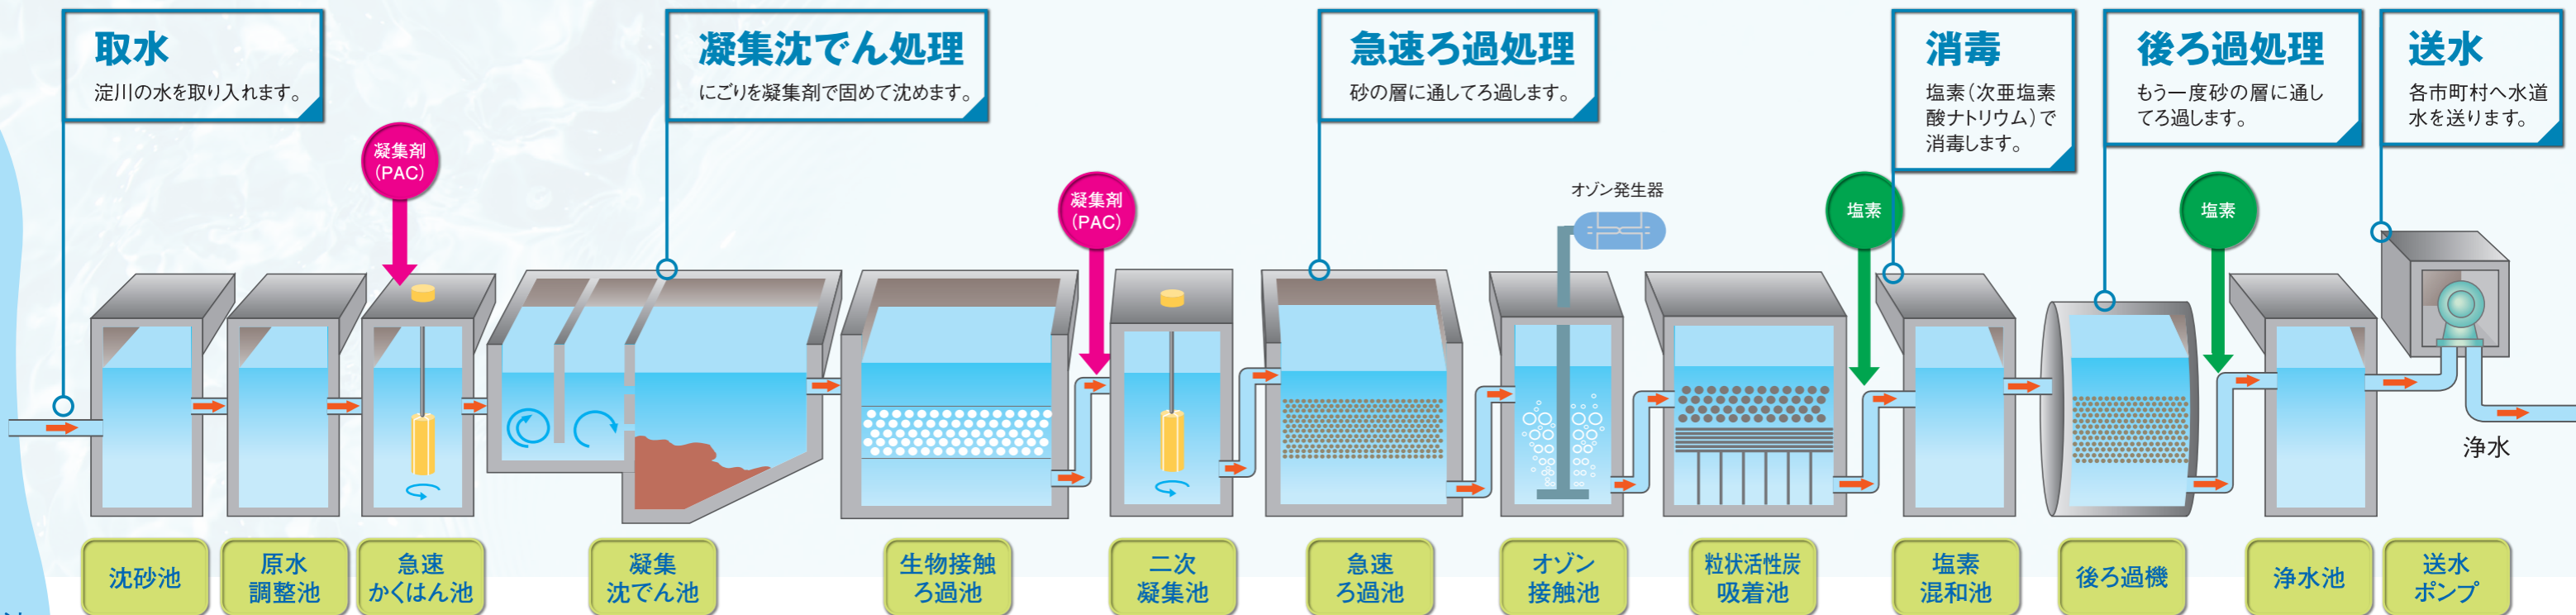 取水
淀川の水を取り入れます。
凝集沈でん処理
にごりを凝集剤で固めて沈めます。
急速ろ過処理
砂の層に通してろ過します。
消毒
塩素（次亜塩素
酸ナトリウム）で
消毒します。
後ろ過処理
もう一度砂の層に通し
てろ過します。
送水
各市町村へ水道
水を送ります。
凝集剤
（PAC）
凝集剤
（PAC）
オゾン発生器
塩素
塩素
浄水
沈砂池
原水
調整池
急速
かくはん池
凝集
沈でん池
生物接触
ろ過池
二次
凝集池
急速
ろ過池
オゾン
接触池
粒状活性炭
吸着池
塩素
混和池
後ろ過機
浄水池
送水
ポンプ